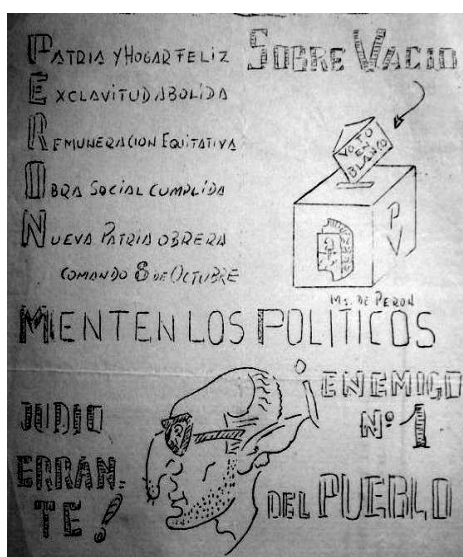 PATRIA Y HOGAR FELIZ
EXCLAVITUD ABOLIDA
REMUNERACION EQUITATIVA
OBRA SOCIAL CUMPLIDA
NUEVA PATRIA OBRERA
COMANDO 8 DE OCTUBRE
SOBRE VACIO
VOTO
EN
BLANCO
P
V
MS. DE PERON
MIENTEN LOS POLITICOS
JUDIO
ERRAN-
TE!
¡ENEMIGO
Nº 1
DEL PUEBLO